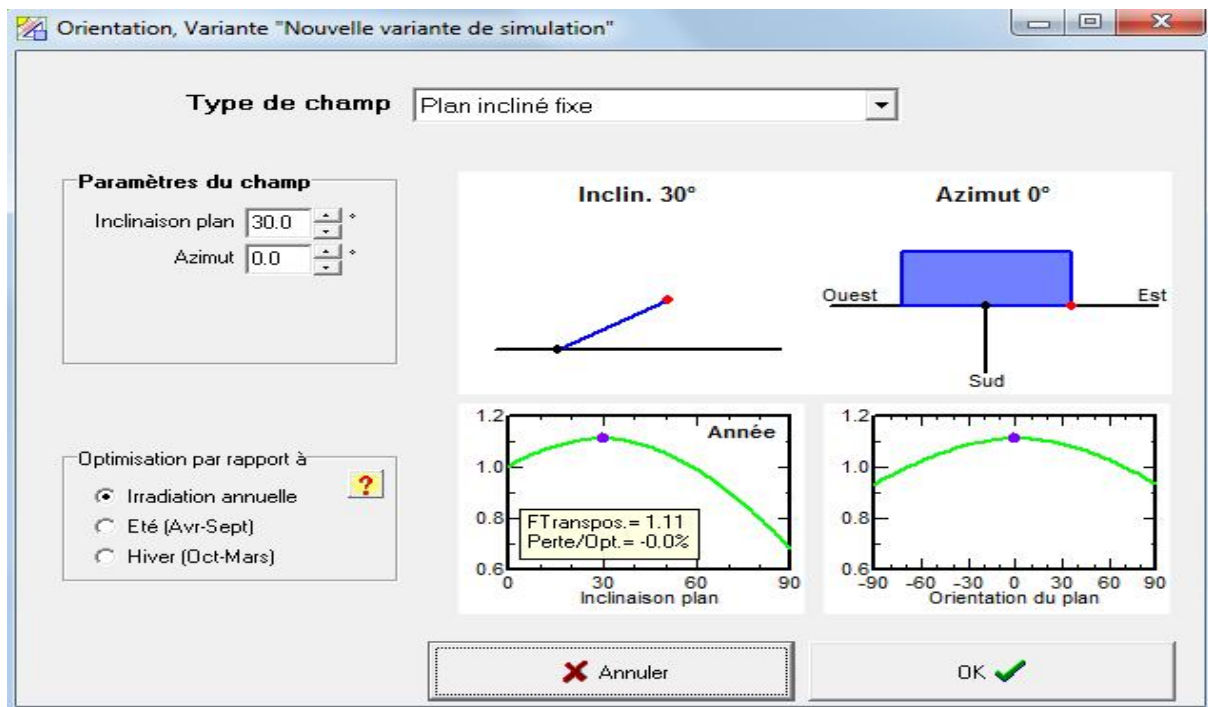 Orientation, Variante "Nouvelle variante de simulation"
Type de champ Plan incliné fixe
Paramètres du champ
Inclinaison plan 30.0 °
Azimut 0.0 °
Inclin. 30°
Azimut 0°
Ouest Est
Sud
Optimisation par rapport à
?
Irradiation annuelle
Eté (Avr-Sept)
Hiver (Oct-Mars)
1.2
1.0
0.8
0.6
Année
FTranspos.= 1.11
Perte/Opt.= -0.0%
0 30 60 90
Inclinaison plan
1.2
1.0
0.8
0.6
-90 -60 -30 0 30 60 90
Orientation du plan
Annuler
OK